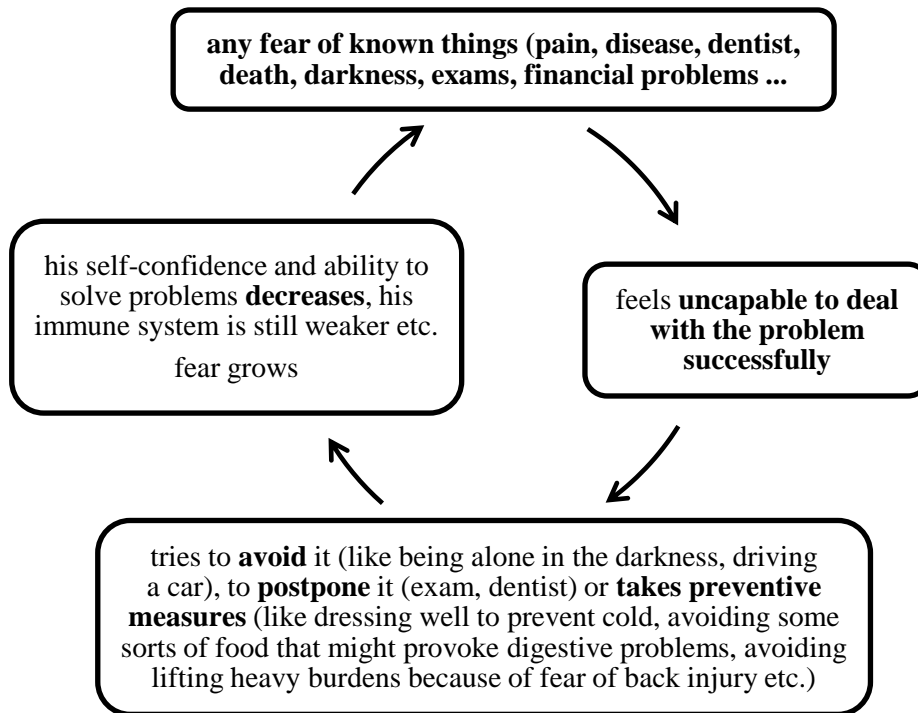 any fear of known things (pain, disease, dentist,
death, darkness, exams, financial problems ...
feels uncapable to deal
with the problem
successfully
tries to avoid it (like being alone in the darkness, driving
a car), to postpone it (exam, dentist) or takes preventive
measures (like dressing well to prevent cold, avoiding some
sorts of food that might provoke digestive problems, avoiding
lifting heavy burdens because of fear of back injury etc.)
his self-confidence and ability to
solve problems decreases, his
immune system is still weaker etc.
fear grows